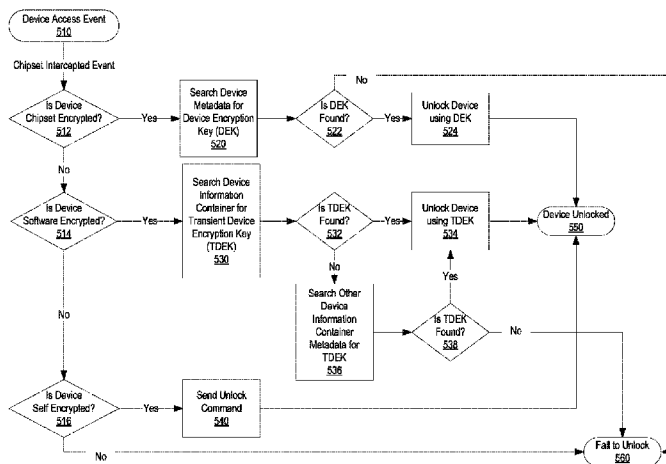 Device Access Event
510
Chipset Intercepted Event
Is Device
Chipset Encrypted?
512
Yes
Search Device
Metadata for
Device Encryption
Key (DEK)
520
Is DEK
Found?
522
Yes
Unlock Device
using DEK
524
No
No
Is Device
Software Encrypted?
514
Yes
Search Device
Information
Container for
Transient Device
Encryption Key
(TDEK)
530
Is TDEK
Found?
532
Yes
Unlock Device
using TDEK
534
Device Unlocked
550
No
Yes
Search Other
Device
Information
Container
Metadata for
TDEK
536
Is TDEK
Found?
538
No
No
Is Device
Self Encrypted?
516
Yes
Send Unlock
Command
540
No
Fail to Unlock
560